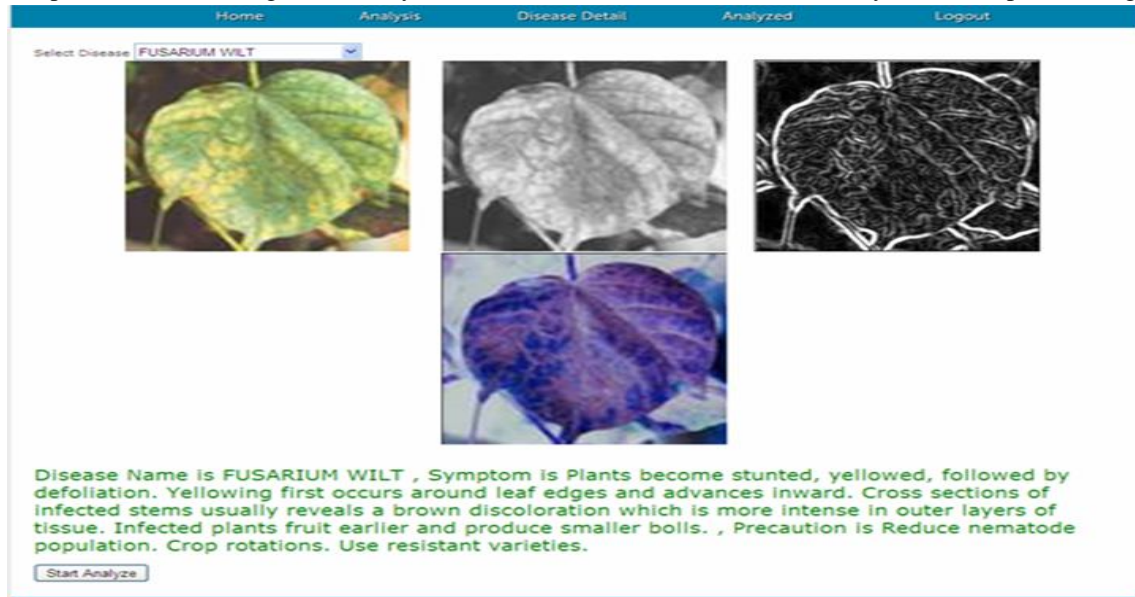 Home Analysis Disease Detail Analyzed Logout
Select Disease FUSARIUM WILT
Disease Name is FUSARIUM WILT , Symptom is Plants become stunted, yellowed, followed by
defoliation. Yellowing first occurs around leaf edges and advances inward. Cross sections of
infected stems usually reveals a brown discoloration which is more intense in outer layers of
tissue. Infected plants fruit earlier and produce smaller bolls. , Precaution is Reduce nematode
population. Crop rotations. Use resistant varieties.
Start Analyze